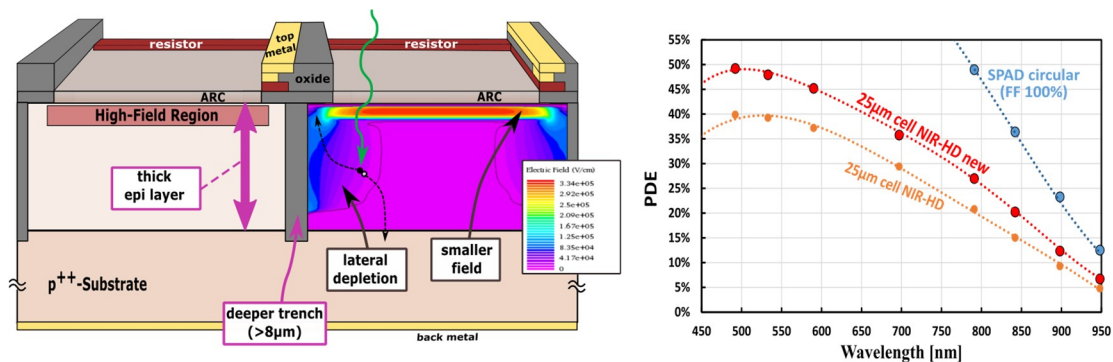 resistor
top
metal
resistor
oxide
ARC
ARC
High-Field Region
thick
epi layer
Electric Field (V/cm)
3.34e+05
2.92e+05
2.5e+05
2.09e+05
1.67e+05
1.25e+05
8.35e+04
4.17e+04
0
lateral
depletion
smaller
field
p++-Substrate
deeper trench
(>8μm)
back metal
PDE
55%
50%
45%
40%
35%
30%
25%
20%
15%
10%
5%
0%
SPAD circular
(FF 100%)
25μm cell NIR-HD new
25μm cell NIR-HD
450 500 550 600 650 700 750 800 850 900 950
Wavelength [nm]